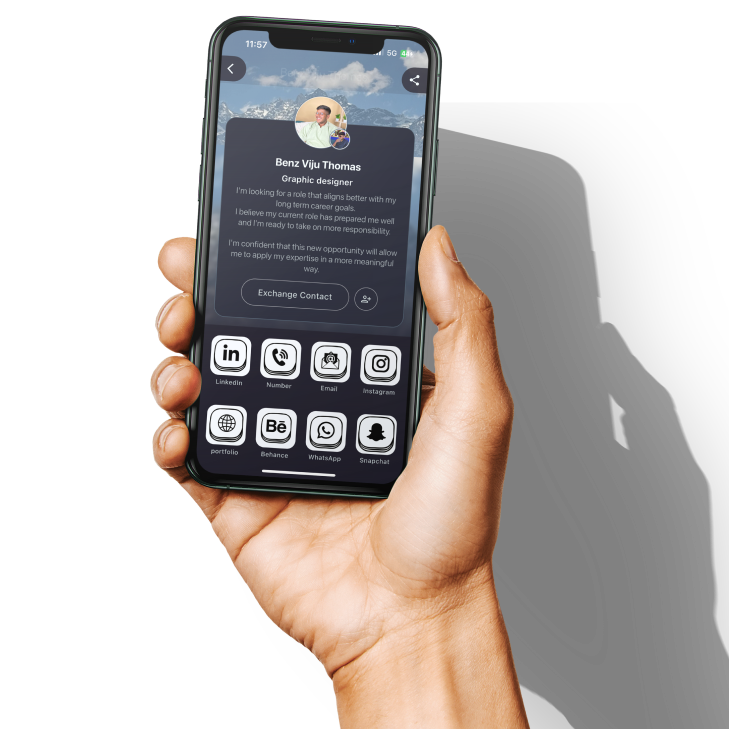 11:57
5G 44
Benz Viju Thomas
Graphic designer
I'm looking for a role that aligns better with my
long term career goals.
I believe my current role has prepared me well
and I'm ready to take on more responsibility.
I'm confident that this new opportunity will allow
me to apply my expertise in a more meaningful
way.
Exchange Contact
in
LinkedIn Number Email Instagram
Bē
portfolio Behance WhatsApp Snapchat